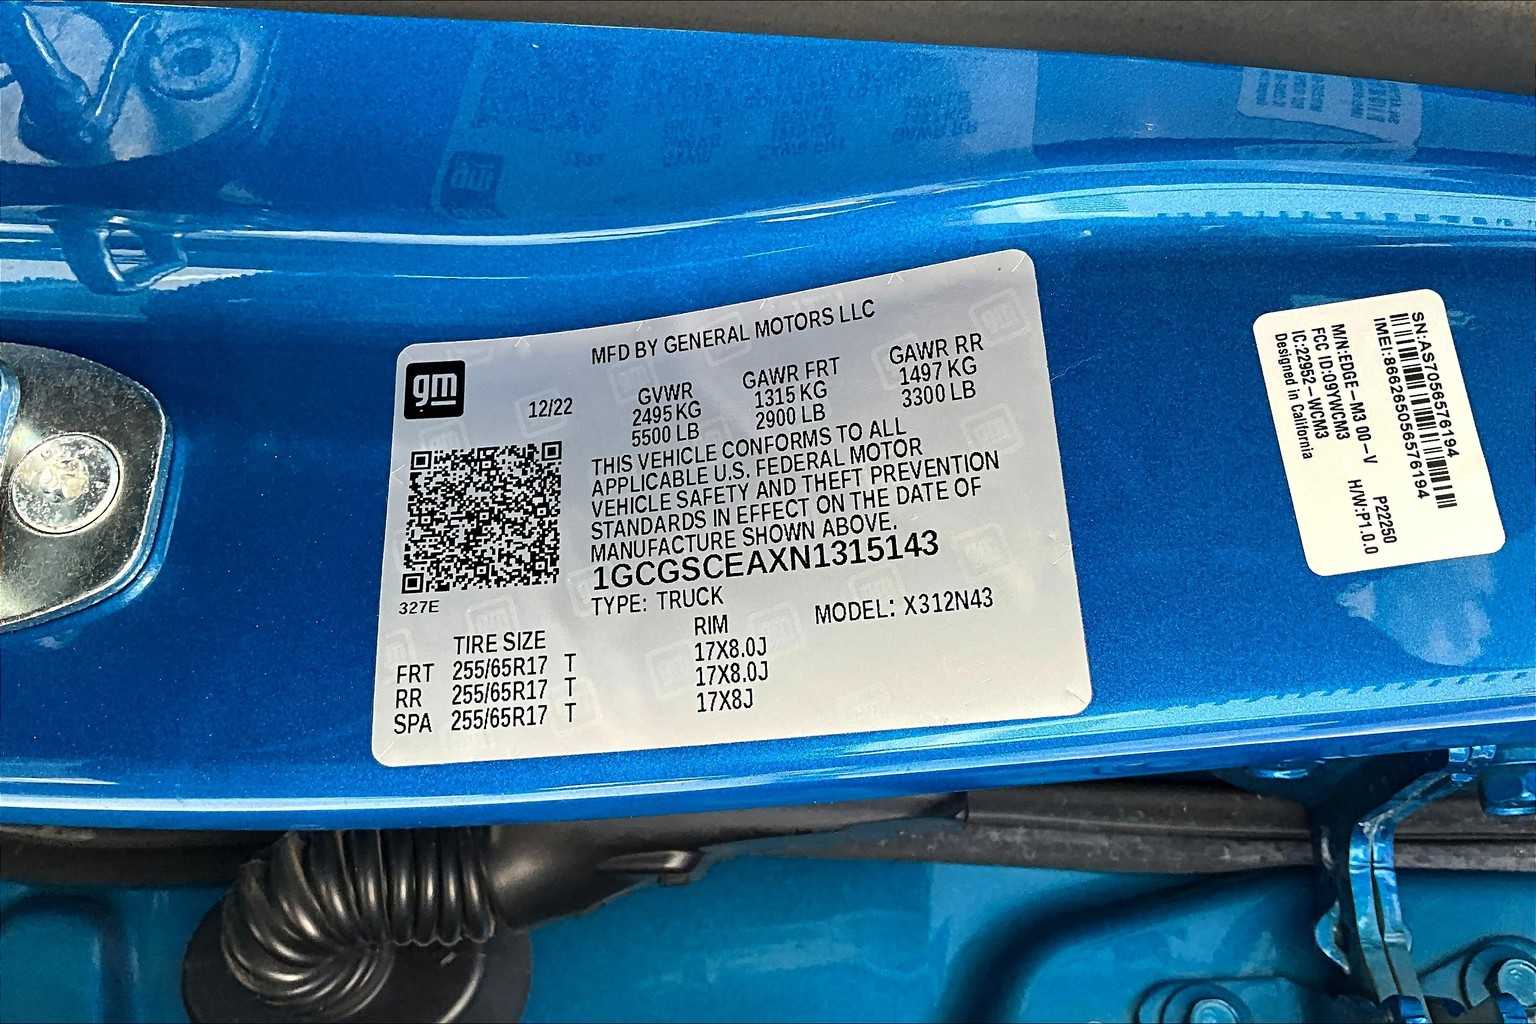 MFD BY GENERAL MOTORS LLC
gm
12/22
GVWR GAWR FRT GAWR RR
2495 KG 1315 KG 1497 KG
5500 LB 2900 LB 3300 LB
THIS VEHICLE CONFORMS TO ALL
APPLICABLE U.S. FEDERAL MOTOR
VEHICLE SAFETY AND THEFT PREVENTION
STANDARDS IN EFFECT ON THE DATE OF
MANUFACTURE SHOWN ABOVE.
1GCGSCEAXN1315143
327E
TYPE: TRUCK MODEL: X312N43
TIRE SIZE RIM
FRT 255/65R17 T 17X8.0J
RR 255/65R17 T 17X8.0J
SPA 255/65R17 T 17X8J
SN:AS7056576194
IMEI:866265056576194
M/N:EDGE-M3 00-V P22250
FCC ID:09YWCM3 H/W:P1.0.0
IC:22952-WCM3
Designed in California